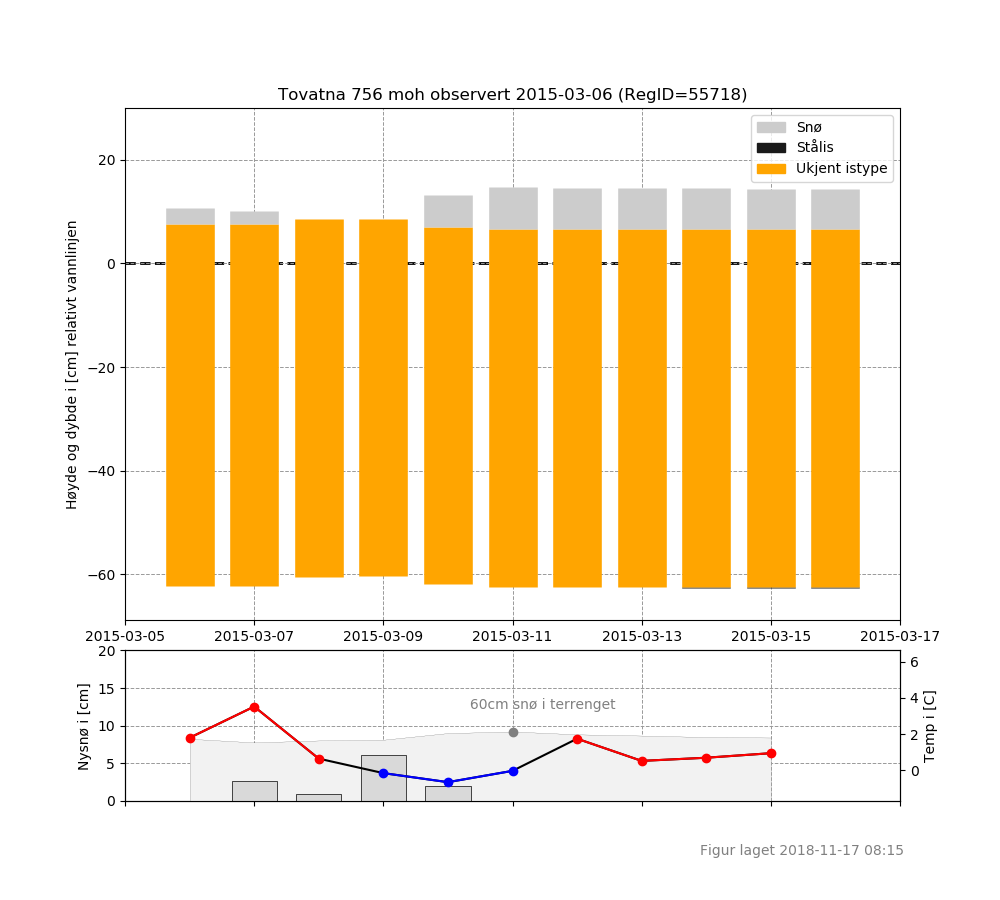 Tovatna 756 moh observert 2015-03-06 (RegID=55718)
Snø
Stålis
Ukjent istype
Høyde og dybde i [cm] relativt vannlinjen
20
0
−20
−40
−60
2015-03-05 2015-03-07 2015-03-09 2015-03-11 2015-03-13 2015-03-15 2015-03-17
Nysnø i [cm]
20
15
10
5
0
60cm snø i terrenget
6
4
2
0
Temp i [C]
Figur laget 2018-11-17 08:15